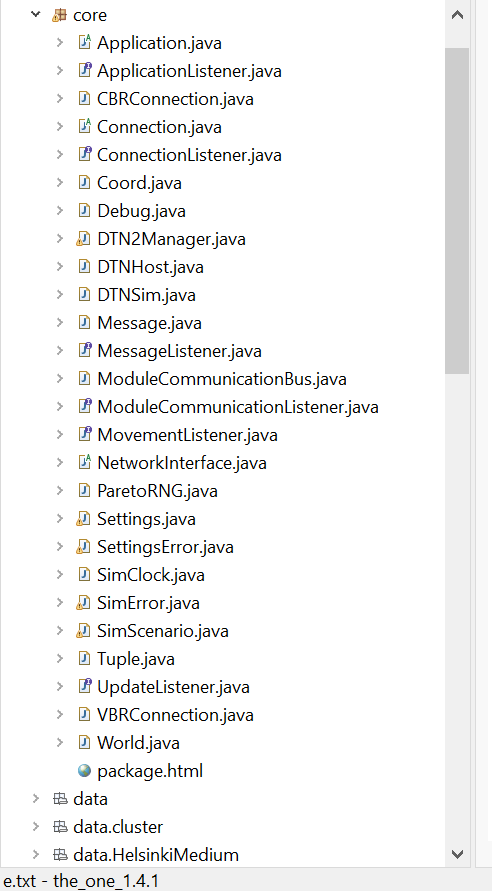 core
Application.java
ApplicationListener.java
CBRConnection.java
Connection.java
ConnectionListener.java
Coord.java
Debug.java
DTN2Manager.java
DTNHost.java
DTNSim.java
Message.java
MessageListener.java
ModuleCommunicationBus.java
ModuleCommunicationListener.java
MovementListener.java
NetworkInterface.java
ParetoRNG.java
Settings.java
SettingsError.java
SimClock.java
SimError.java
SimScenario.java
Tuple.java
UpdateListener.java
VBRConnection.java
World.java
package.html
data
data.cluster
data.HelsinkiMedium
e.txt - the_one_1.4.1